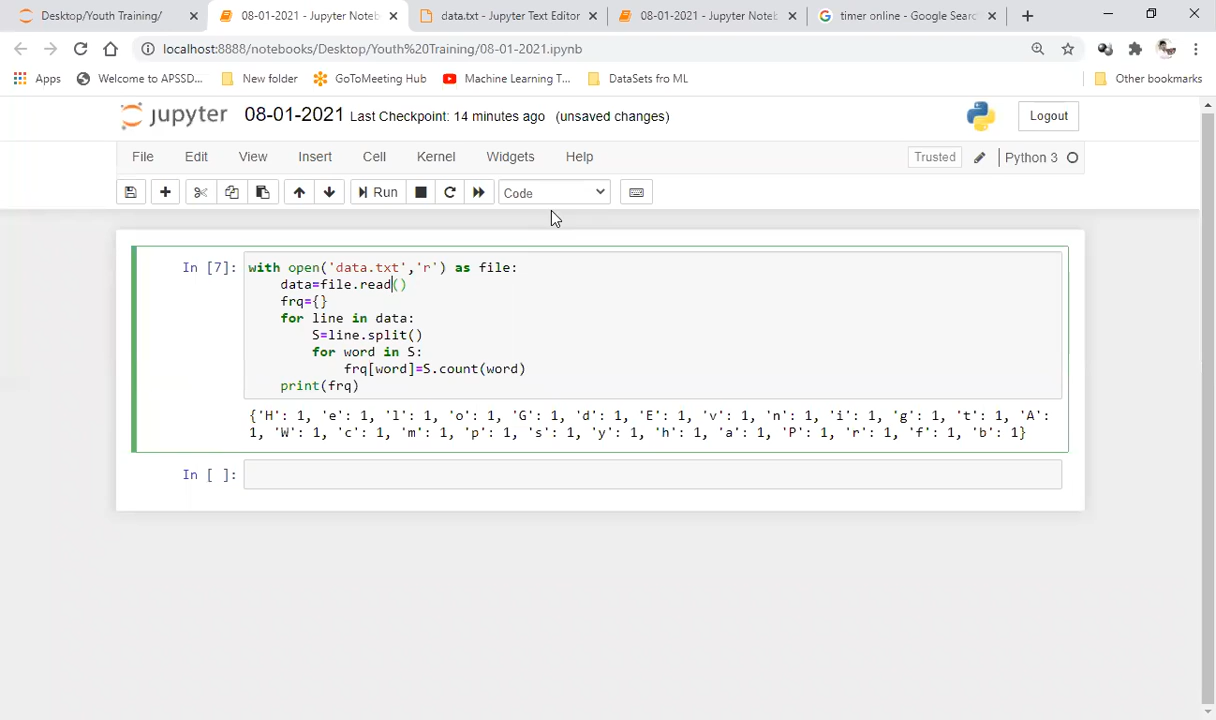 Desktop/Youth Training/
08-01-2021 - Jupyter Noteb
data.txt - Jupyter Text Editor
08-01-2021 - Jupyter Noteb
timer online - Google Searc
localhost:8888/notebooks/Desktop/Youth%20Training/08-01-2021.ipynb
Apps
Welcome to APSSD...
New folder
GoToMeeting Hub
Machine Learning T...
DataSets fro ML
Other bookmarks
jupyter 08-01-2021 Last Checkpoint: 14 minutes ago (unsaved changes)
Logout
File Edit View Insert Cell Kernel Widgets Help
Trusted
Python 3
Run
Code
In [7]: with open('data.txt','r') as file:
data=file.read()
frq={}
for line in data:
S=line.split()
for word in S:
frq[word]=S.count(word)
print(frq)
{'H': 1, 'e': 1, 'l': 1, 'o': 1, 'G': 1, 'd': 1, 'E': 1, 'v': 1, 'n': 1, 'i': 1, 'g': 1, 't': 1, 'A':
1, 'W': 1, 'c': 1, 'm': 1, 'p': 1, 's': 1, 'y': 1, 'h': 1, 'a': 1, 'P': 1, 'r': 1, 'f': 1, 'b': 1}
In [ ]: